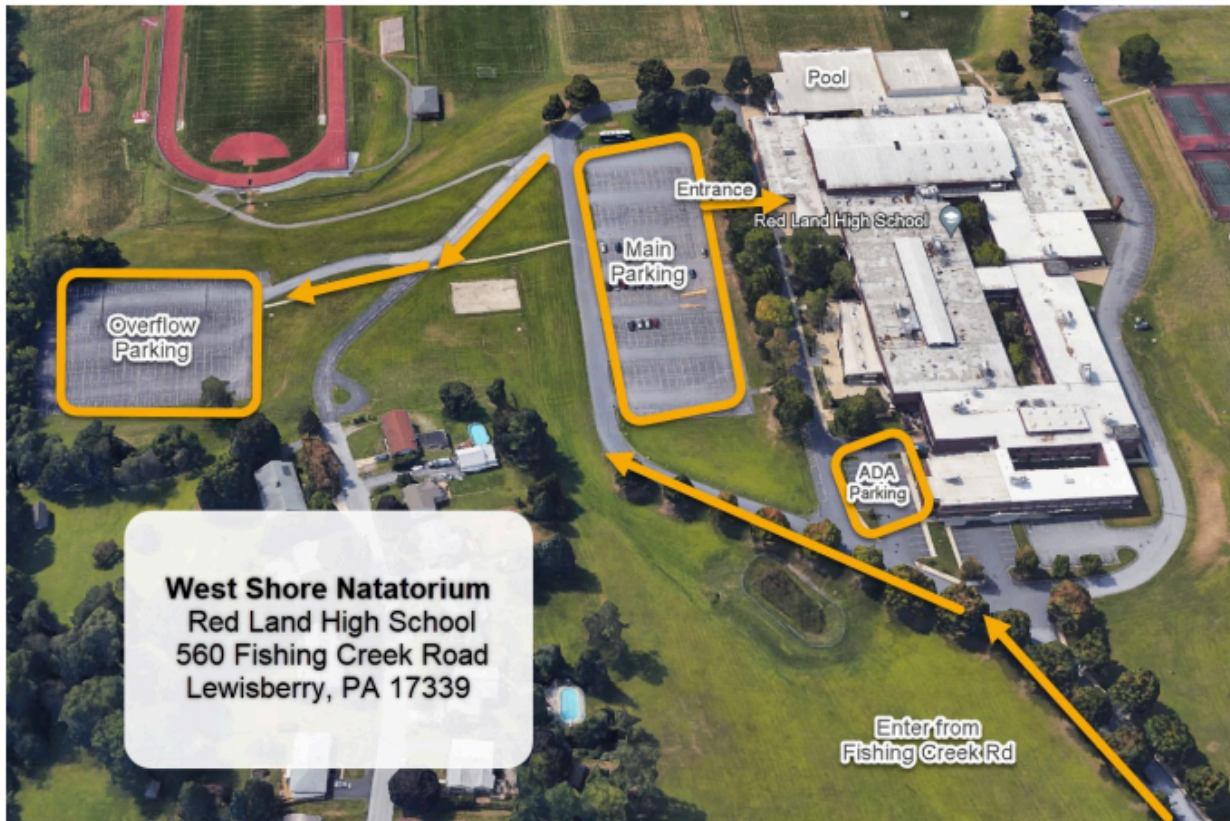 Pool
Entrance
Red Land High School
Main
Parking
Overflow
Parking
ADA
Parking
West Shore Natatorium
Red Land High School
560 Fishing Creek Road
Lewisberry, PA 17339
Enter from
Fishing Creek Rd